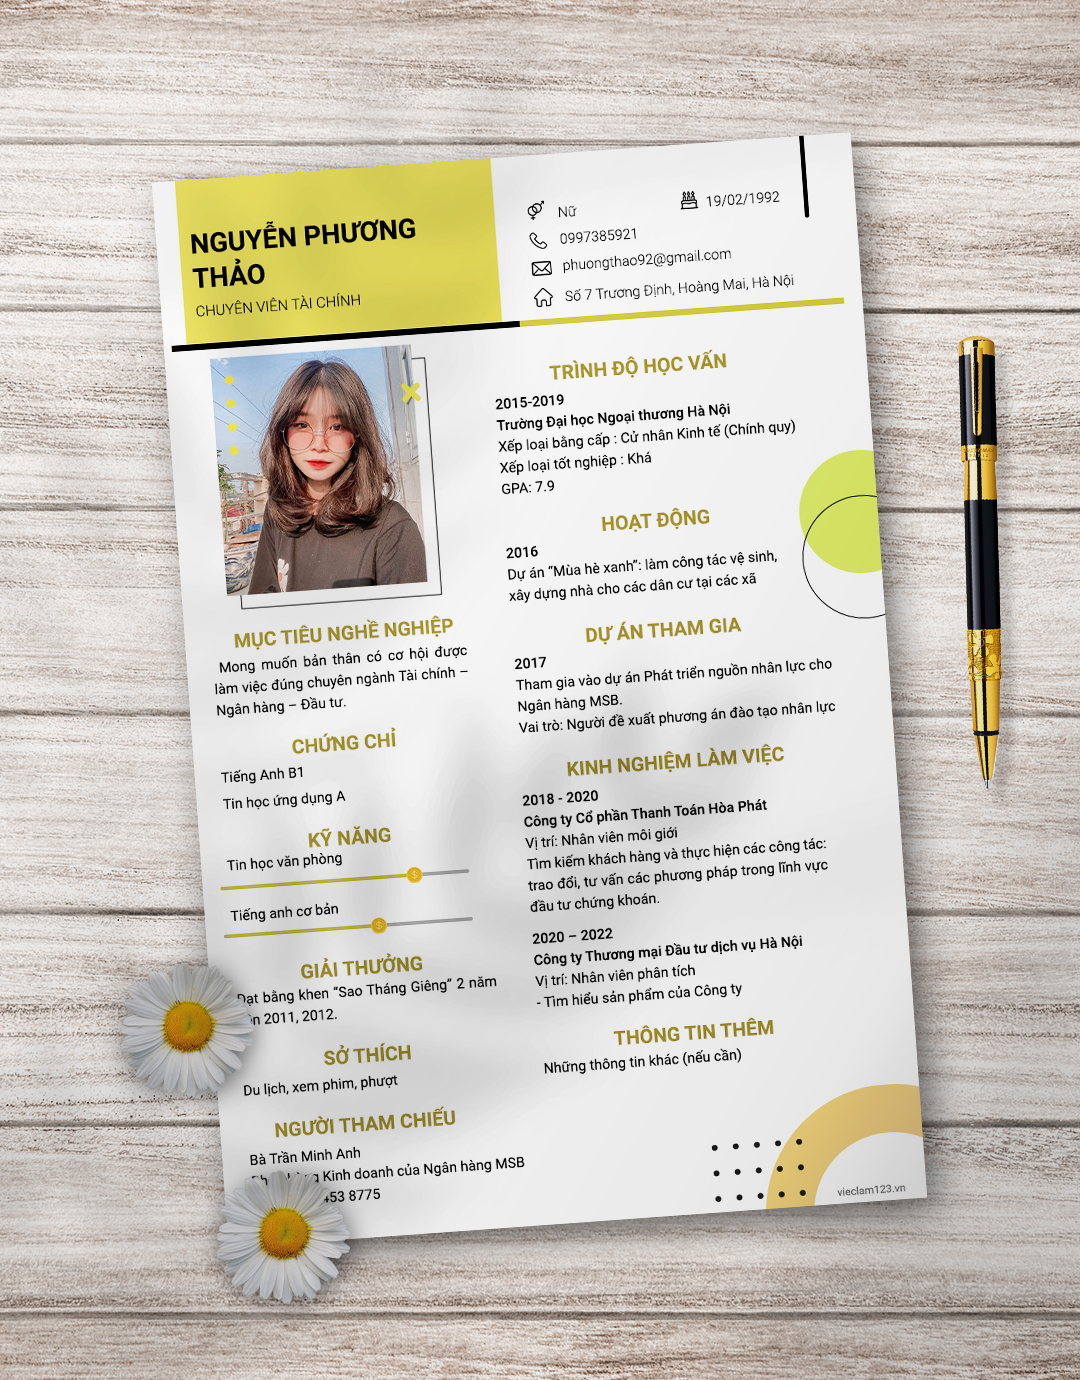 NGUYỄN PHƯƠNG
THẢO
CHUYÊN VIÊN TÀI CHÍNH
Nữ
19/02/1992
0997385921
phuongthao92@gmail.com
Số 7 Trương Định, Hoàng Mai, Hà Nội
MỤC TIÊU NGHỀ NGHIỆP
Mong muốn bản thân có cơ hội được
làm việc đúng chuyên ngành Tài chính –
Ngân hàng – Đầu tư.
CHỨNG CHỈ
Tiếng Anh B1
Tin học ứng dụng A
KỸ NĂNG
Tin học văn phòng
Tiếng anh cơ bản
GIẢI THƯỞNG
Đạt bằng khen “Sao Tháng Giêng” 2 năm
2011, 2012.
SỞ THÍCH
Du lịch, xem phim, phượt
NGƯỜI THAM CHIẾU
Bà Trần Minh Anh
Kinh doanh của Ngân hàng MSB
453 8775
TRÌNH ĐỘ HỌC VẤN
2015-2019
Trường Đại học Ngoại thương Hà Nội
Xếp loại bằng cấp : Cử nhân Kinh tế (Chính quy)
Xếp loại tốt nghiệp : Khá
GPA: 7.9
HOẠT ĐỘNG
2016
Dự án “Mùa hè xanh”: làm công tác vệ sinh,
xây dựng nhà cho các dân cư tại các xã
DỰ ÁN THAM GIA
2017
Tham gia vào dự án Phát triển nguồn nhân lực cho
Ngân hàng MSB.
Vai trò: Người đề xuất phương án đào tạo nhân lực
KINH NGHIỆM LÀM VIỆC
2018 - 2020
Công ty Cổ phần Thanh Toán Hòa Phát
Vị trí: Nhân viên môi giới
Tìm kiếm khách hàng và thực hiện các công tác:
trao đổi, tư vấn các phương pháp trong lĩnh vực
đầu tư chứng khoán.
2020 – 2022
Công ty Thương mại Đầu tư dịch vụ Hà Nội
Vị trí: Nhân viên phân tích
- Tìm hiểu sản phẩm của Công ty
THÔNG TIN THÊM
Những thông tin khác (nếu cần)
vieclam123.vn